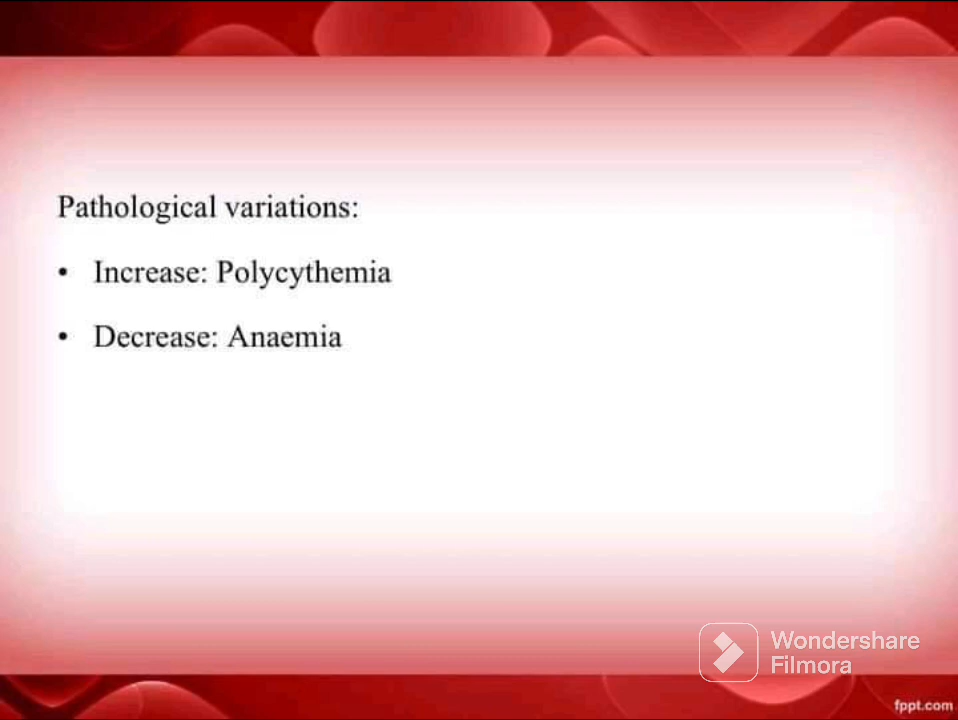 Pathological variations:
• Increase: Polycythemia
• Decrease: Anaemia
Wondershare
Filmora
fppt.com